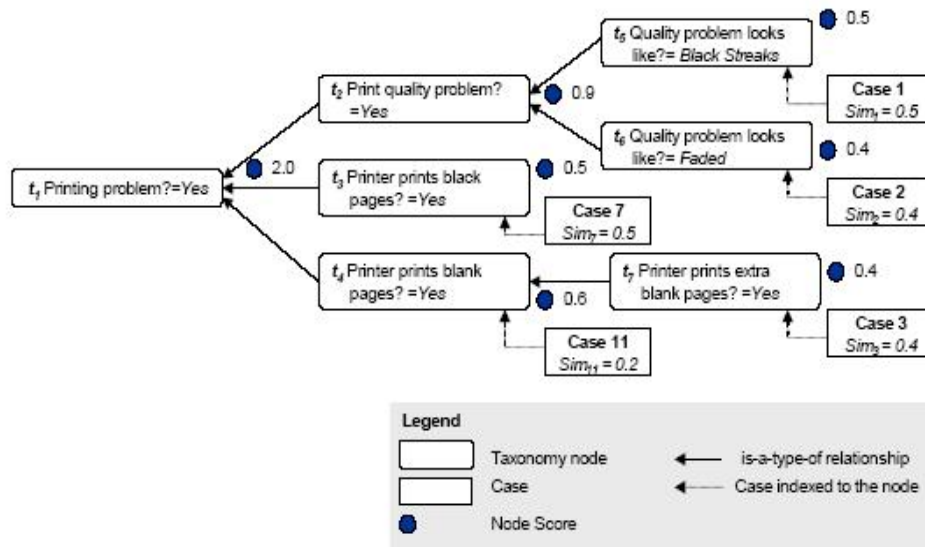 t5 Quality problem looks
like?= Black Streaks
0.5
Case 1
Sim1 = 0.5
t2 Print quality problem?
=Yes
0.9
t6 Quality problem looks
like?= Faded
0.4
Case 2
Sim2 = 0.4
2.0
t1 Printing problem?=Yes
t3 Printer prints black
pages? =Yes
0.5
Case 7
Sim7 = 0.5
t4 Printer prints blank
pages? =Yes
0.6
t7 Printer prints extra
blank pages? =Yes
0.4
Case 3
Sim3 = 0.4
Case 11
Sim11 = 0.2
Legend
Taxonomy node
is-a-type-of relationship
Case
Case indexed to the node
Node Score